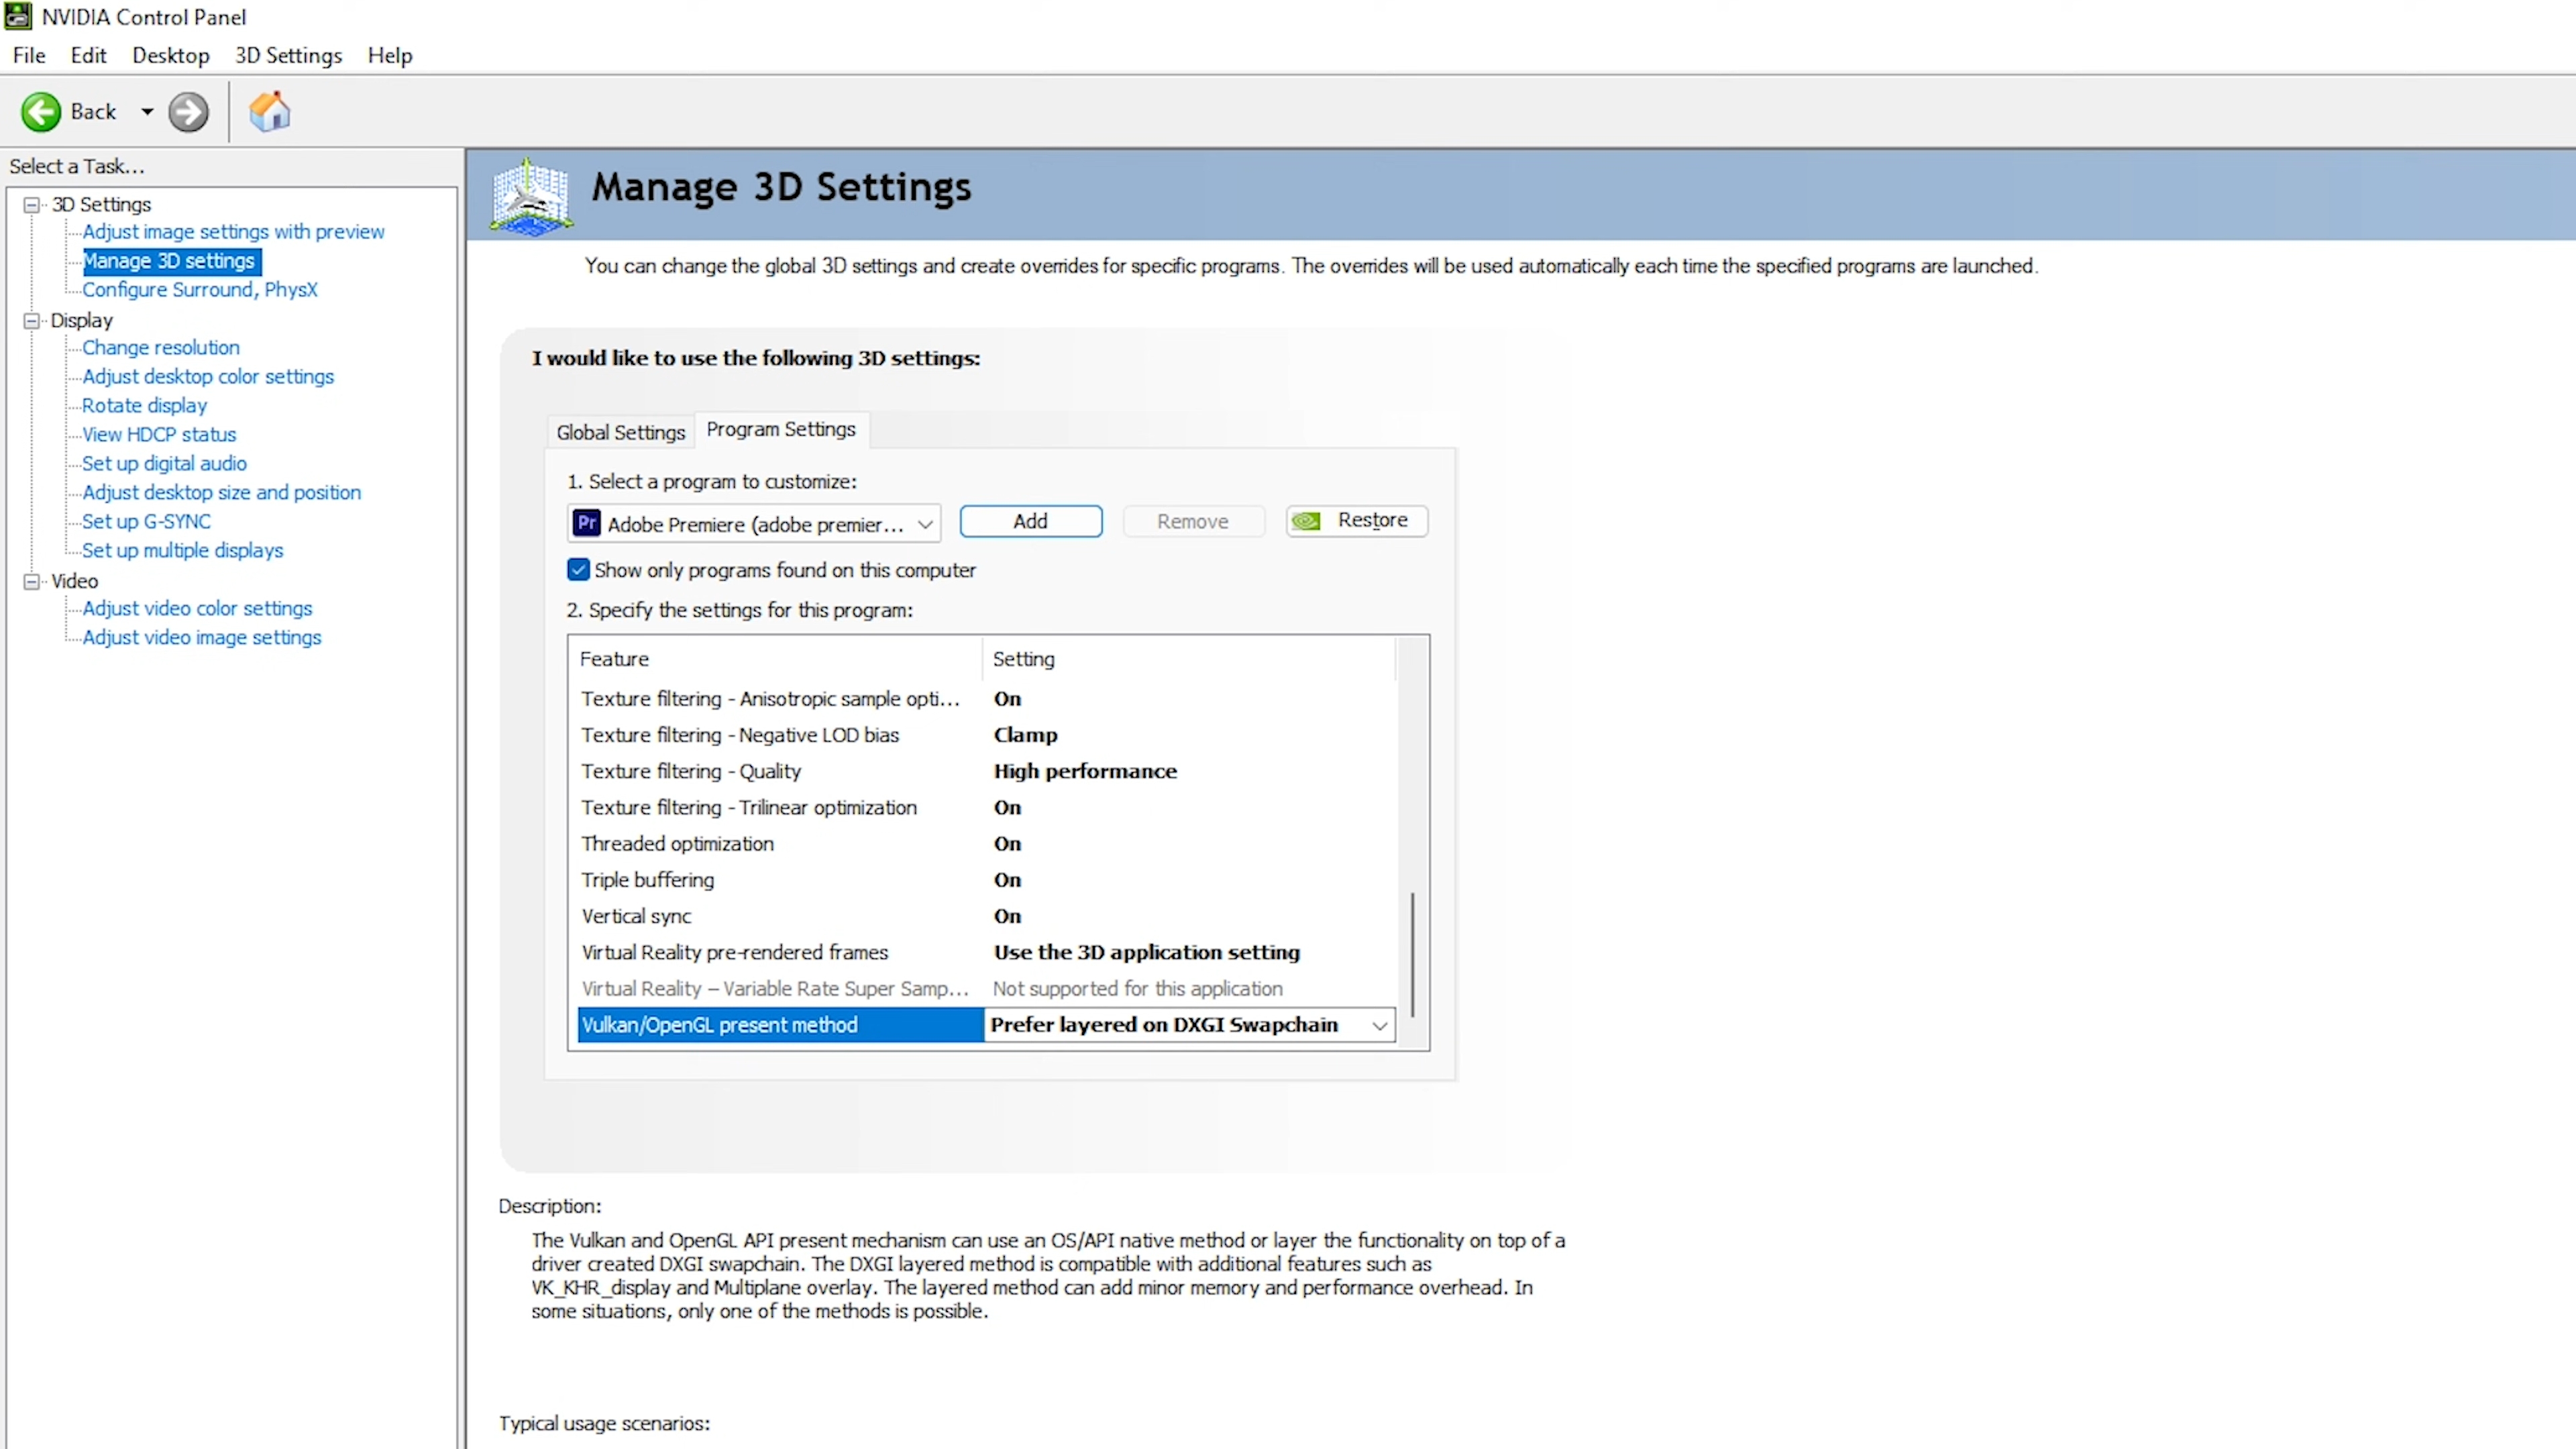 NVIDIA Control Panel
File Edit Desktop 3D Settings Help
Back
Select a Task...
3D Settings
Adjust image settings with preview
Manage 3D settings
Configure Surround, PhysX
Display
Change resolution
Adjust desktop color settings
Rotate display
View HDCP status
Set up digital audio
Adjust desktop size and position
Set up G-SYNC
Set up multiple displays
Video
Adjust video color settings
Adjust video image settings
Manage 3D Settings
You can change the global 3D settings and create overrides for specific programs. The overrides will be used automatically each time the specified programs are launched.
I would like to use the following 3D settings:
Global Settings Program Settings
1. Select a program to customize:
Pr Adobe Premiere (adobe premier... Add Remove Restore
Show only programs found on this computer
2. Specify the settings for this program:
Feature Setting
Texture filtering - Anisotropic sample opti... On
Texture filtering - Negative LOD bias Clamp
Texture filtering - Quality High performance
Texture filtering - Trilinear optimization On
Threaded optimization On
Triple buffering On
Vertical sync On
Virtual Reality pre-rendered frames Use the 3D application setting
Virtual Reality – Variable Rate Super Samp... Not supported for this application
Vulkan/OpenGL present method Prefer layered on DXGI Swapchain
Description:
The Vulkan and OpenGL API present mechanism can use an OS/API native method or layer the functionality on top of a
driver created DXGI swapchain. The DXGI layered method is compatible with additional features such as
VK_KHR_display and Multiplane overlay. The layered method can add minor memory and performance overhead. In
some situations, only one of the methods is possible.
Typical usage scenarios: